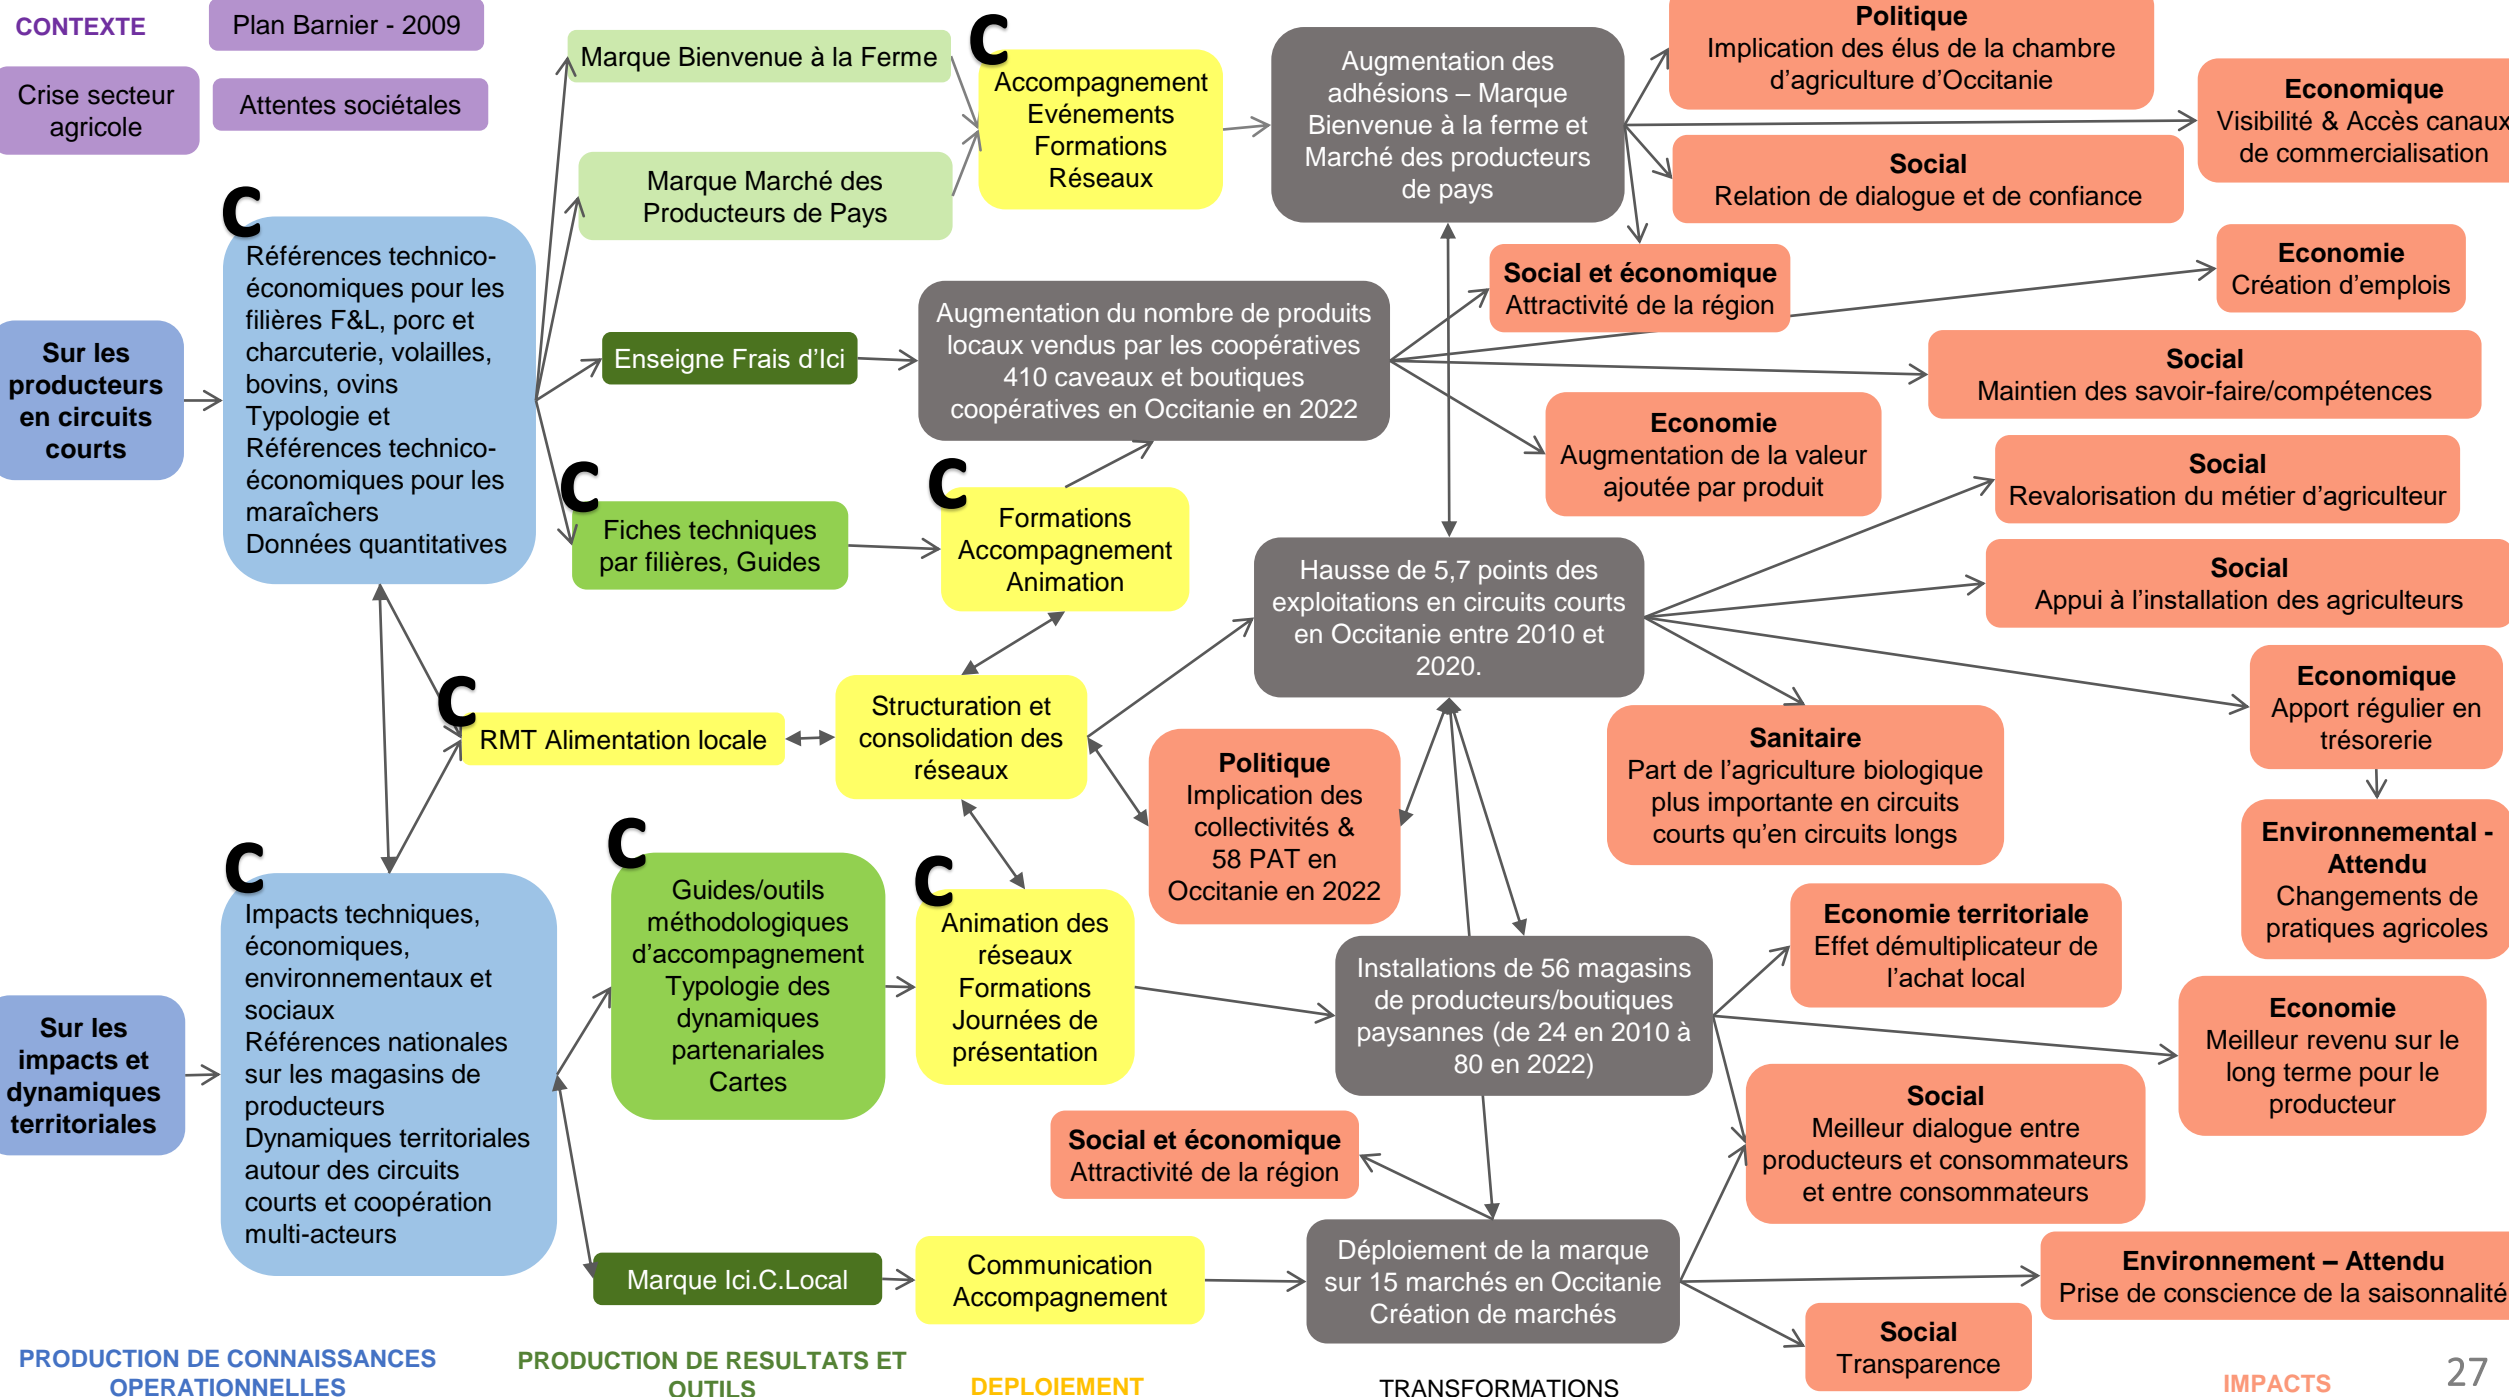 CONTEXTE
Plan Barnier - 2009
Crise secteur
agricole
Attentes sociétales
Sur les
producteurs
en circuits
courts
C
Références technico-
économiques pour les
filières F&L, porc et
charcuterie, volailles,
bovins, ovins
Typologie et
Références technico-
économiques pour les
maraîchers
Données quantitatives
Marque Bienvenue à la Ferme
Marque Marché des
Producteurs de Pays
Enseigne Frais d'Ici
C
Fiches techniques
par filières, Guides
C
Accompagnement
Evénements
Formations
Réseaux
Augmentation des
adhésions – Marque
Bienvenue à la ferme et
Marché des producteurs
de pays
Augmentation du nombre de produits
locaux vendus par les coopératives
410 caveaux et boutiques
coopératives en Occitanie en 2022
C
Formations
Accompagnement
Animation
Politique
Implication des élus de la chambre
d'agriculture d'Occitanie
Economique
Visibilité & Accès canaux
de commercialisation
Social
Relation de dialogue et de confiance
Social et économique
Attractivité de la région
Economie
Création d'emplois
Social
Maintien des savoir-faire/compétences
Economie
Augmentation de la valeur
ajoutée par produit
Social
Revalorisation du métier d'agriculteur
Social
Appui à l'installation des agriculteurs
Hausse de 5,7 points des
exploitations en circuits courts
en Occitanie entre 2010 et
2020.
C
RMT Alimentation locale
Structuration et
consolidation des
réseaux
Politique
Implication des
collectivités &
58 PAT en
Occitanie en 2022
Sanitaire
Part de l'agriculture biologique
plus importante en circuits
courts qu'en circuits longs
Economique
Apport régulier en
trésorerie
Environnemental -
Attendu
Changements de
pratiques agricoles
Sur les
impacts et
dynamiques
territoriales
C
Impacts techniques,
économiques,
environnementaux et
sociaux
Références nationales
sur les magasins de
producteurs
Dynamiques territoriales
autour des circuits
courts et coopération
multi-acteurs
C
Guides/outils
méthodologiques
d'accompagnement
Typologie des
dynamiques
partenariales
Cartes
C
Animation des
réseaux
Formations
Journées de
présentation
Installations de 56 magasins
de producteurs/boutiques
paysannes (de 24 en 2010 à
80 en 2022)
Economie territoriale
Effet démultiplicateur de
l'achat local
Economie
Meilleur revenu sur le
long terme pour le
producteur
Social
Meilleur dialogue entre
producteurs et consommateurs
et entre consommateurs
Social et économique
Attractivité de la région
Marque Ici.C.Local
Communication
Accompagnement
Déploiement de la marque
sur 15 marchés en Occitanie
Création de marchés
Environnement – Attendu
Prise de conscience de la saisonnalité
Social
Transparence
PRODUCTION DE CONNAISSANCES
OPERATIONNELLES
PRODUCTION DE RESULTATS ET
OUTILS
DEPLOIEMENT
TRANSFORMATIONS
IMPACTS
27